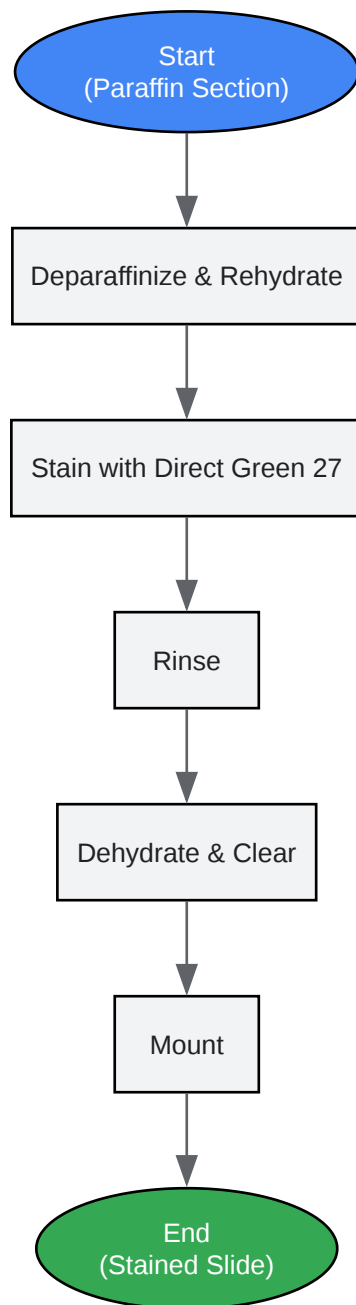 Start
(Paraffin Section)
Deparaffinize & Rehydrate
Stain with Direct Green 27
Rinse
Dehydrate & Clear
Mount
End
(Stained Slide)